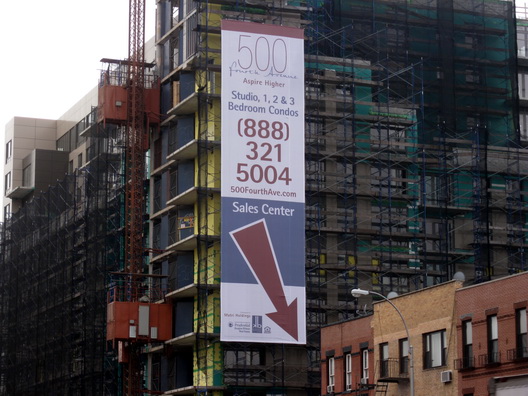 500
Fourth Avenue
Aspire Higher
Studio, 1, 2 & 3
Bedroom Condos
(888)
321
5004
500FourthAve.com
Sales Center